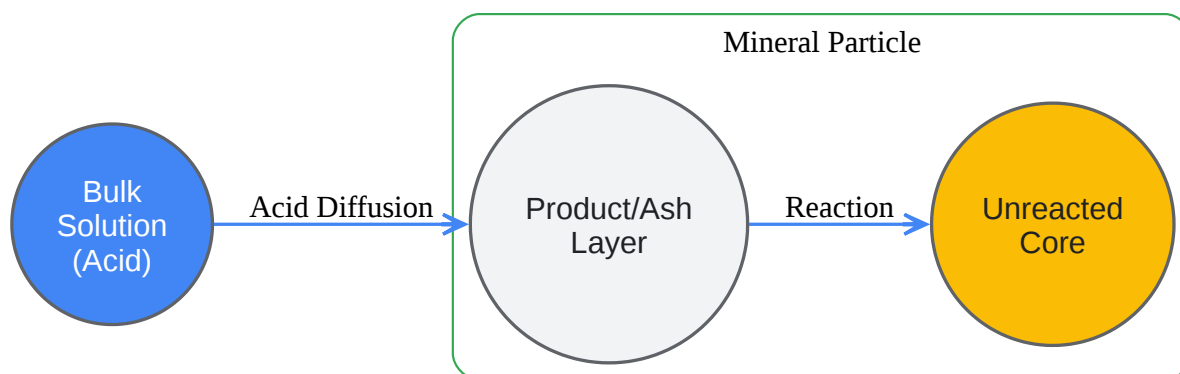 Mineral Particle
Bulk
Solution
(Acid)
Acid Diffusion
Product/Ash
Layer
Reaction
Unreacted
Core